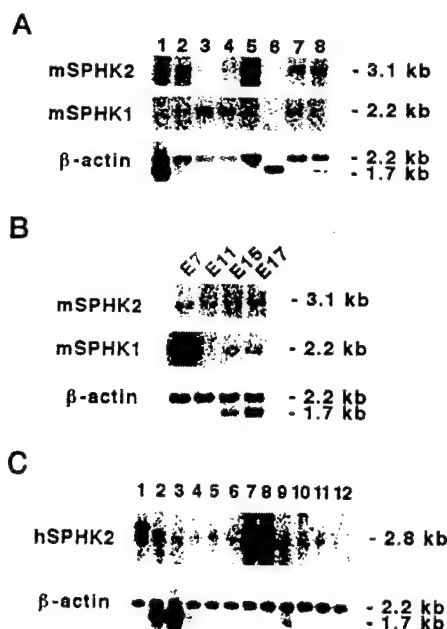 A
1 2 3 4 5 6 7 8
mSPHK2 - 3.1 kb
mSPHK1 - 2.2 kb
β-actin - 2.2 kb
- 1.7 kb
B
E7 E11 E15 E17
mSPHK2 - 3.1 kb
mSPHK1 - 2.2 kb
β-actin - 2.2 kb
- 1.7 kb
C
1 2 3 4 5 6 7 8 9 10 11 12
hSPHK2 - 2.8 kb
β-actin - 2.2 kb
- 1.7 kb